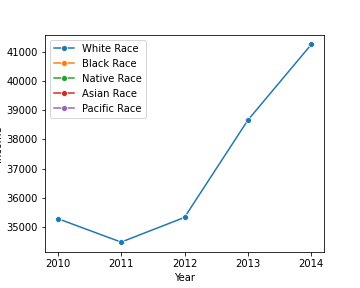 White Race
Black Race
Native Race
Asian Race
Pacific Race
41000
40000
39000
38000
37000
36000
35000
2010
2011
2012
2013
2014
Year